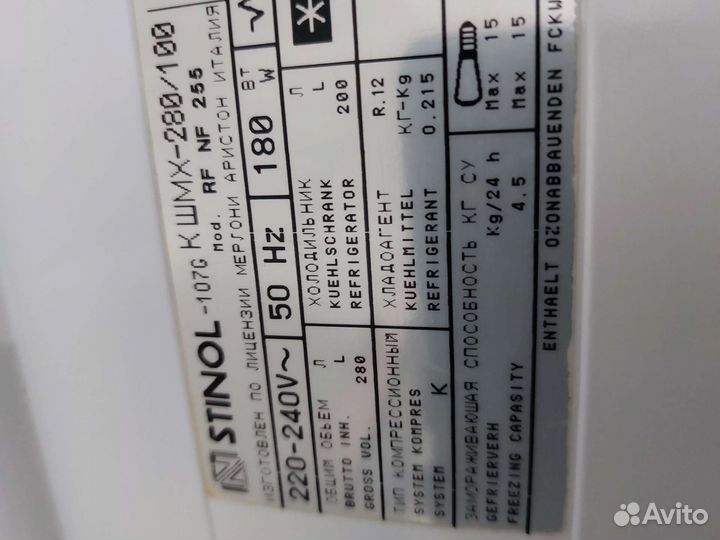 STINOL-107G КШМХ-280/100
Mod. RF NF 255
ИЗГОТОВЛЕН ПО ЛИЦЕНЗИИ МЕРЛОНИ АРИСТОН ИТАЛИЯ
220-240V~ 50 Hz 180 ВТ W
ОБЩИЙ ОБЬЕМ Л
BRUTTO INH. L
GROSS VOL. 280
ХОЛОДИЛЬНИК Л
KUEHLSCHRANK L
REFRIGERATOR 200
ТИП КОМПРЕССИОННЫЙ
SYSTEM KOMPRES
SYSTEM K
ХЛАДОАГЕНТ R.12
KUEHLMITTEL КГ-Kg
REFRIGERANT 0.215
ЗАМОРАЖИВАЮЩАЯ СПОСОБНОСТЬ КГ СУ
GEFRIERVERH Kg/24 h Max 15
FREEZING CAPASITY 4.5 Max 15
ENTHAELT OZONABBAUENDEN FCKW
Avito